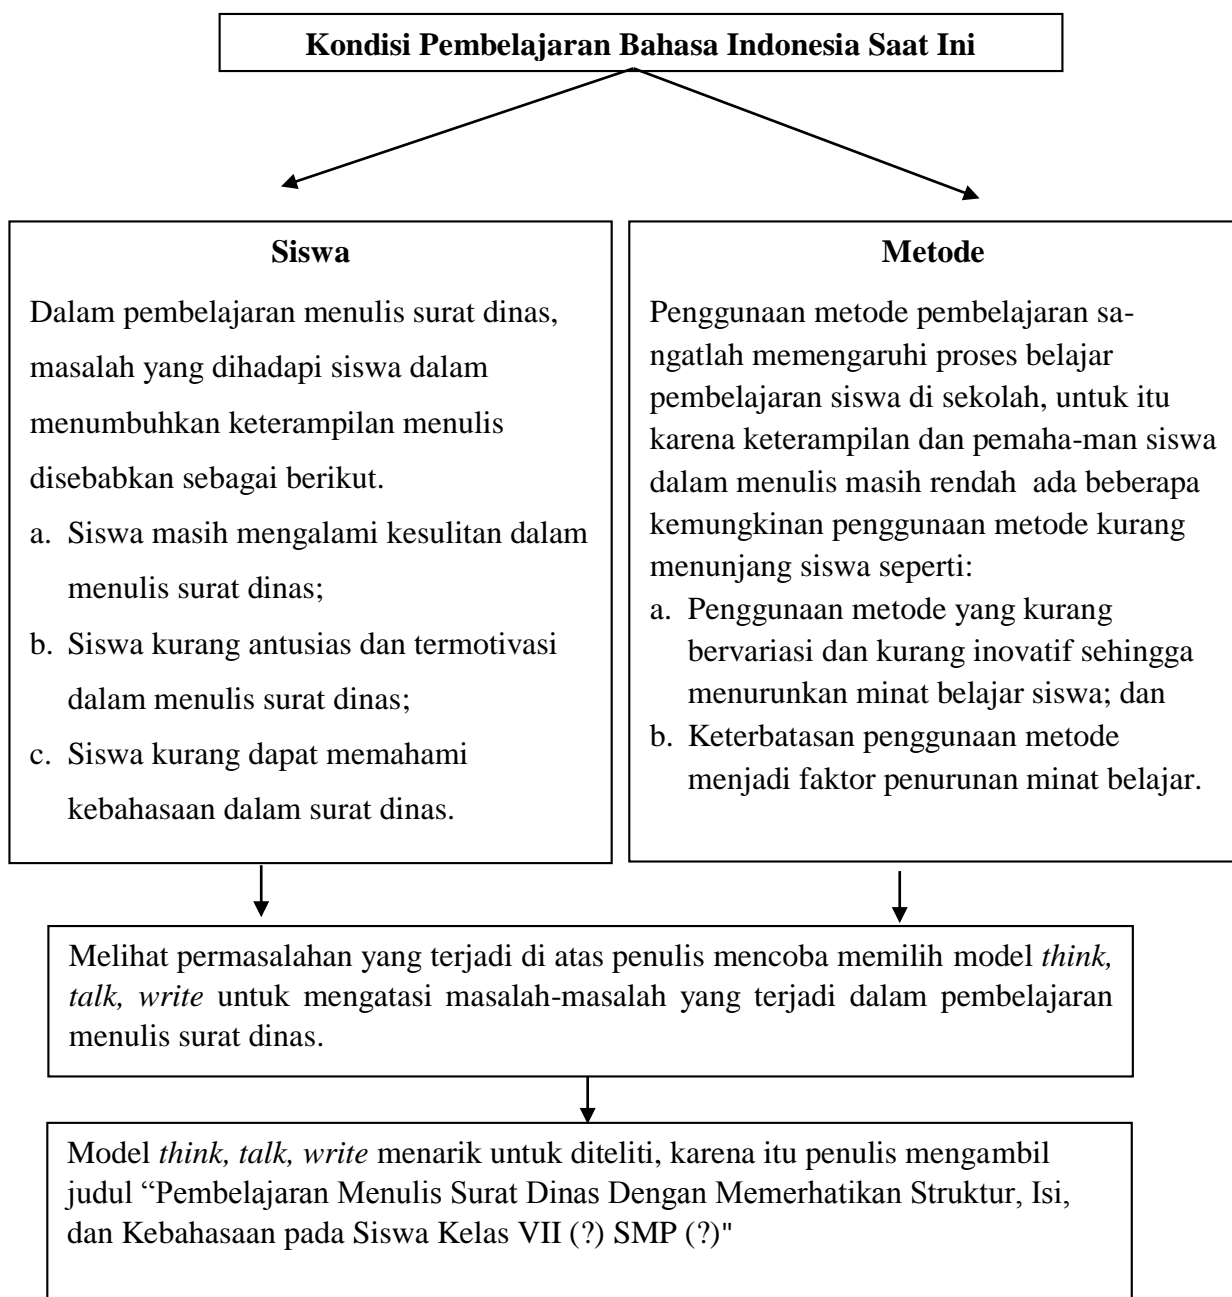 Kondisi Pembelajaran Bahasa Indonesia Saat Ini
Siswa
Dalam pembelajaran menulis surat dinas,
masalah yang dihadapi siswa dalam
menumbuhkan keterampilan menulis
disebabkan sebagai berikut.
a. Siswa masih mengalami kesulitan dalam
menulis surat dinas;
b. Siswa kurang antusias dan termotivasi
dalam menulis surat dinas;
c. Siswa kurang dapat memahami
kebahasaan dalam surat dinas.
Metode
Penggunaan metode pembelajaran sa-
ngatlah memengaruhi proses belajar
pembelajaran siswa di sekolah, untuk itu
karena keterampilan dan pemaha-man siswa
dalam menulis masih rendah ada beberapa
kemungkinan penggunaan metode kurang
menunjang siswa seperti:
a. Penggunaan metode yang kurang
bervariasi dan kurang inovatif sehingga
menurunkan minat belajar siswa; dan
b. Keterbatasan penggunaan metode
menjadi faktor penurunan minat belajar.
Melihat permasalahan yang terjadi di atas penulis mencoba memilih model think,
talk, write untuk mengatasi masalah-masalah yang terjadi dalam pembelajaran
menulis surat dinas.
Model think, talk, write menarik untuk diteliti, karena itu penulis mengambil
judul “Pembelajaran Menulis Surat Dinas Dengan Memerhatikan Struktur, Isi,
dan Kebahasaan pada Siswa Kelas VII (?) SMP (?)"